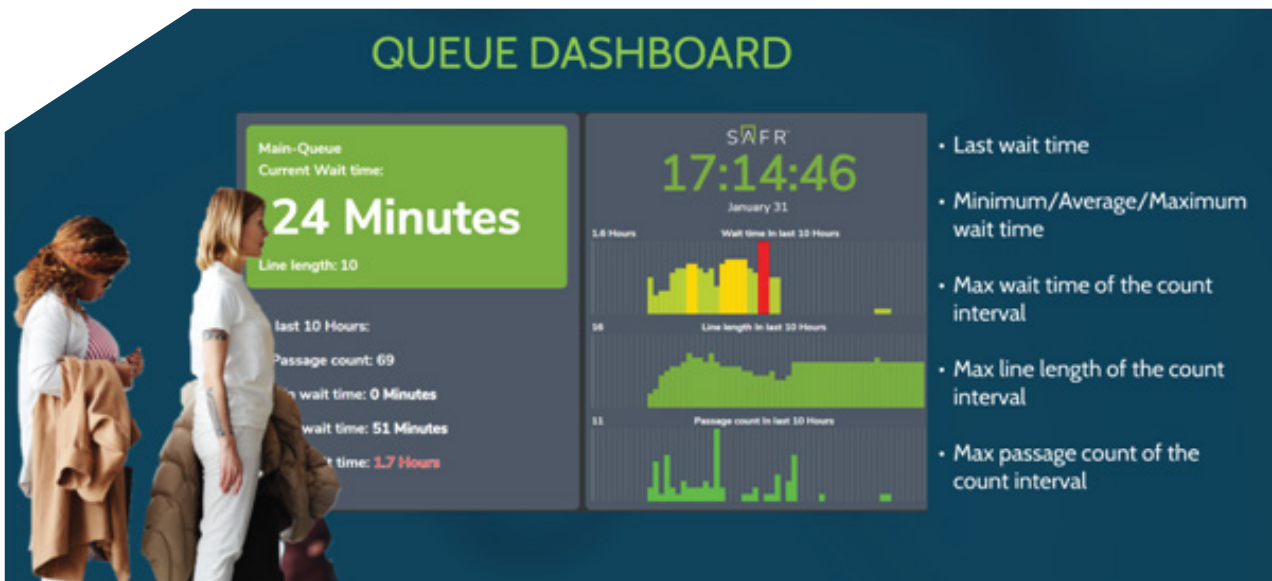 QUEUE DASHBOARD
Main-Queue
Current Wait time:
24 Minutes
Line length: 10
last 10 Hours:
Passage count: 69
wait time: 0 Minutes
wait time: 51 Minutes
time: 1.7 Hours
SAFR
17:14:46
January 31
1.6 Hours
Wait time In last 10 Hours
16
Line length In last 10 Hours
11
Passage count In last 10 Hours
• Last wait time
• Minimum/Average/Maximum
wait time
• Max wait time of the count
interval
• Max line length of the count
interval
• Max passage count of the
count interval